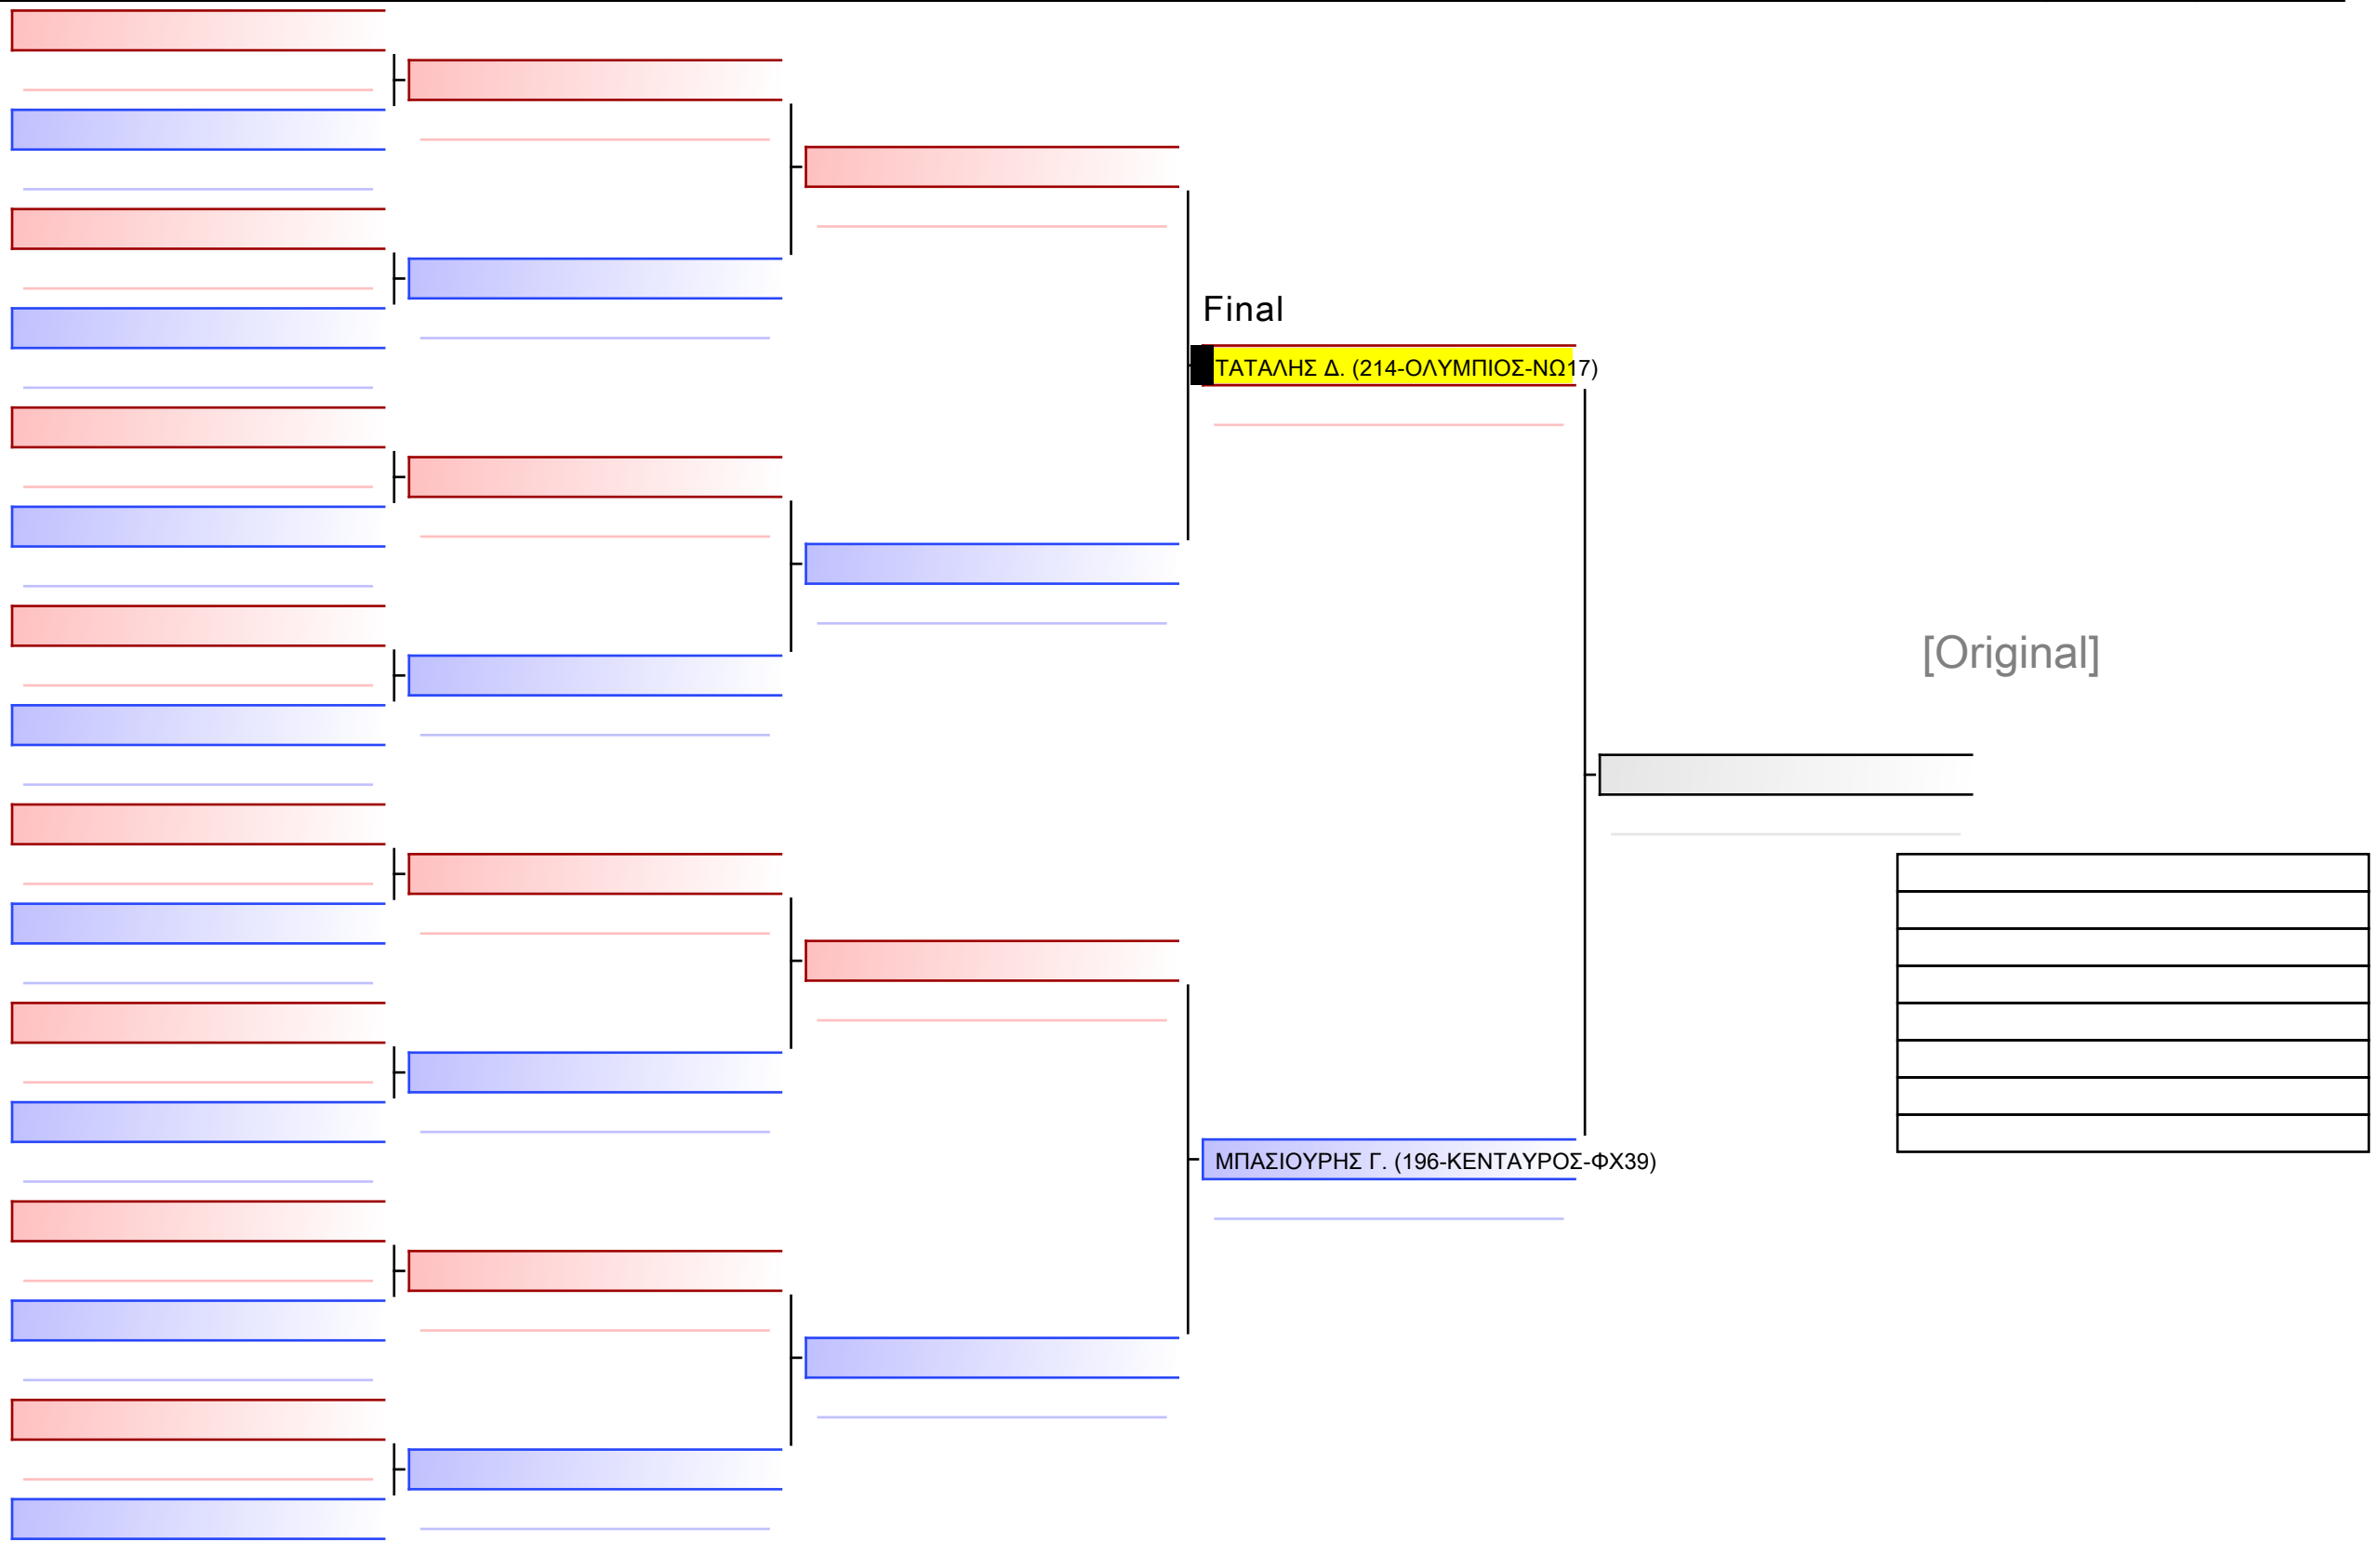 Final
ΤΑΤΑΛΗΣ Δ. (214-ΟΛΥΜΠΙΟΣ-ΝΩ17)
[Original]
ΜΠΑΣΙΟΥΡΗΣ Γ. (196-ΚΕΝΤΑΥΡΟΣ-ΦΧ39)